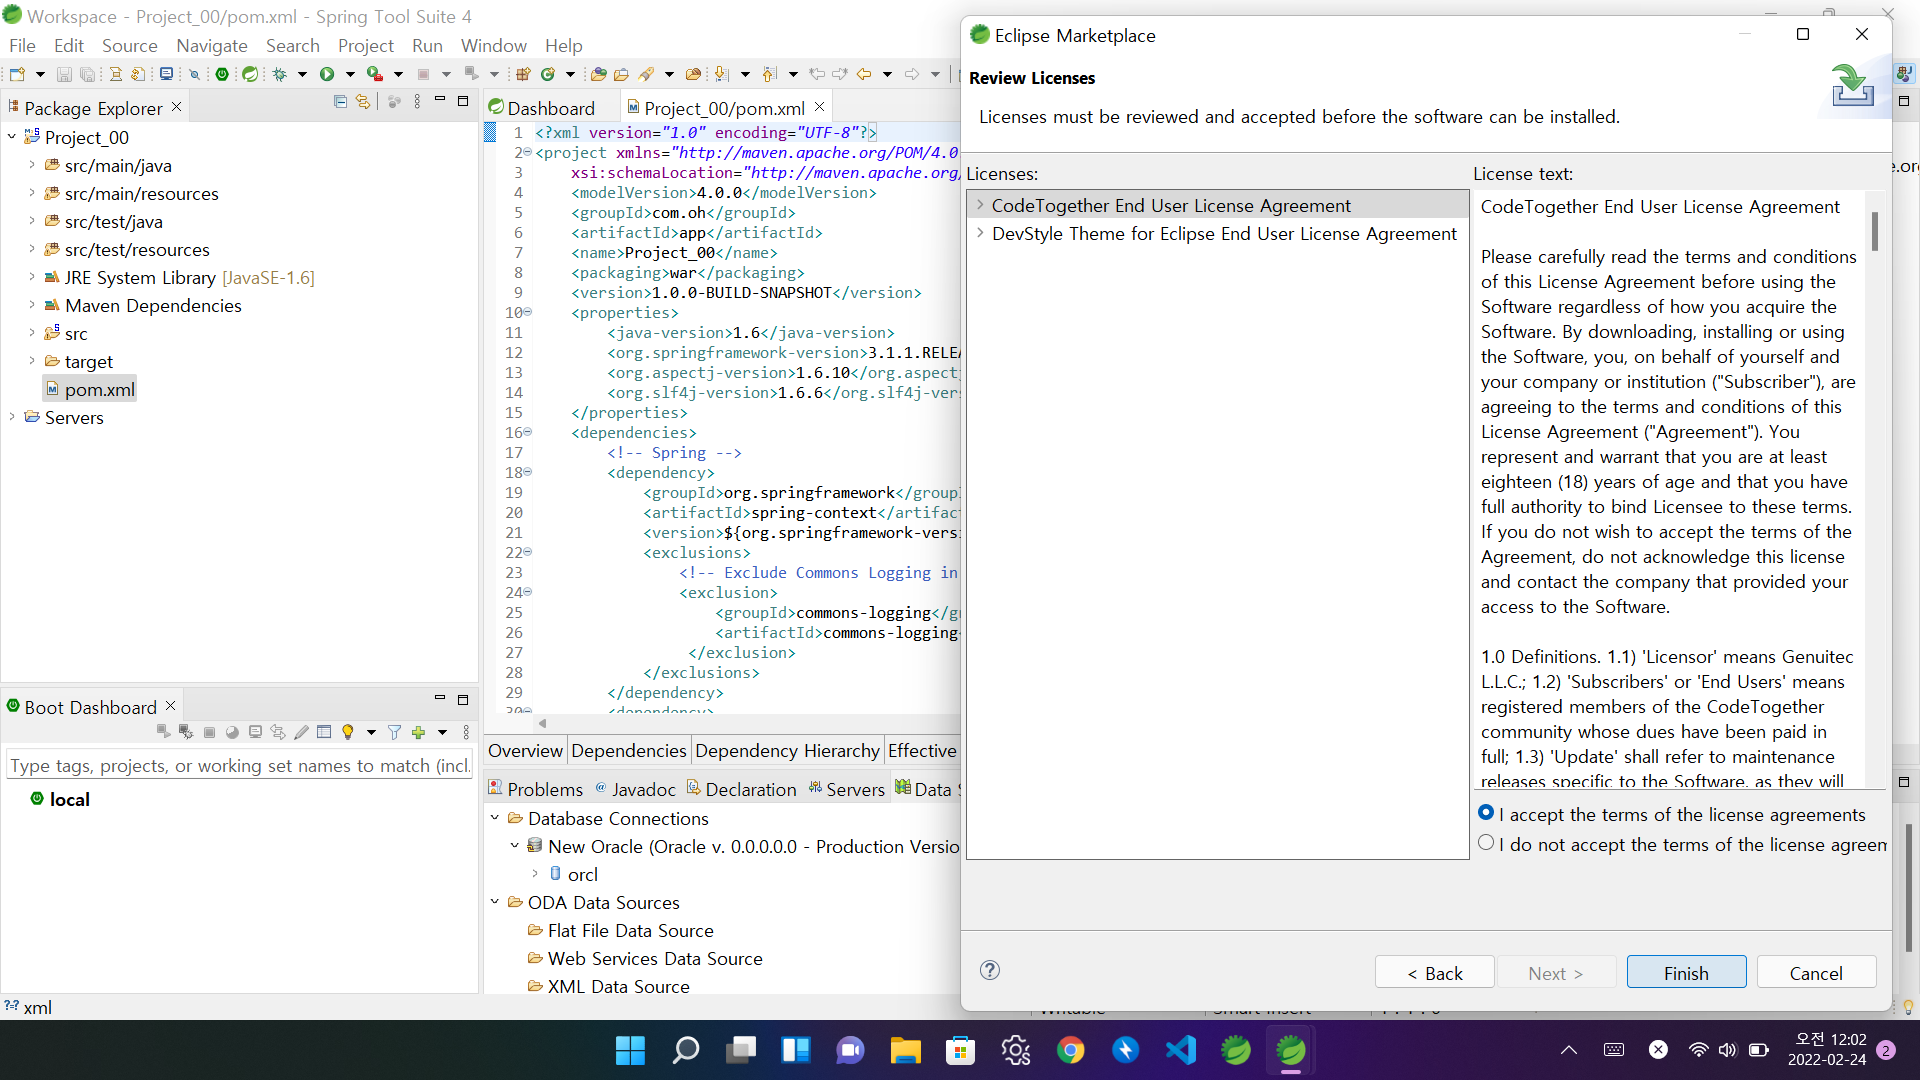 Workspace - Project_00/pom.xml - Spring Tool Suite 4
File Edit Source Navigate Search Project Run Window Help
Package Explorer
Project_00
src/main/java
src/main/resources
src/test/java
src/test/resources
JRE System Library [JavaSE-1.6]
Maven Dependencies
src
target
pom.xml
Servers
Boot Dashboard
Type tags, projects, or working set names to match (incl.
local
xml
Dashboard
Project_00/pom.xml
1 <?xml version="1.0" encoding="UTF-8"?>
2 <project xmlns="http://maven.apache.org/POM/4.0
3 xsi:schemaLocation="http://maven.apache.org/
4 <modelVersion>4.0.0</modelVersion>
5 <groupId>com.oh</groupId>
6 <artifactId>app</artifactId>
7 <name>Project_00</name>
8 <packaging>war</packaging>
9 <version>1.0.0-BUILD-SNAPSHOT</version>
10 <properties>
11 <java-version>1.6</java-version>
12 <org.springframework-version>3.1.1.RELEA
13 <org.aspectj-version>1.6.10</org.aspectj
14 <org.slf4j-version>1.6.6</org.slf4j-vers
15 </properties>
16 <dependencies>
17 <!-- Spring -->
18 <dependency>
19 <groupId>org.springframework</groupI
20 <artifactId>spring-context</artifact
21 <version>${org.springframework-versi
22 <exclusions>
23 <!-- Exclude Commons Logging in
24 <exclusion>
25 <groupId>commons-logging</gr
26 <artifactId>commons-logging<
27 </exclusion>
28 </exclusions>
29 </dependency>
30 <dependency>
Overview Dependencies Dependency Hierarchy Effective
Problems Javadoc Declaration Servers Data S
Database Connections
New Oracle (Oracle v. 0.0.0.0.0 - Production Versio
orcl
ODA Data Sources
Flat File Data Source
Web Services Data Source
XML Data Source
Writable Smart Insert
Eclipse Marketplace
Review Licenses
Licenses must be reviewed and accepted before the software can be installed.
Licenses:
CodeTogether End User License Agreement
DevStyle Theme for Eclipse End User License Agreement
License text:
CodeTogether End User License Agreement
Please carefully read the terms and conditions
of this License Agreement before using the
Software regardless of how you acquire the
Software. By downloading, installing or using
the Software, you, on behalf of yourself and
your company or institution ("Subscriber"), are
agreeing to the terms and conditions of this
License Agreement ("Agreement"). You
represent and warrant that you are at least
eighteen (18) years of age and that you have
full authority to bind Licensee to these terms.
If you do not wish to accept the terms of the
Agreement, do not acknowledge this license
and contact the company that provided your
access to the Software.
1.0 Definitions. 1.1) 'Licensor' means Genuitec
L.L.C.; 1.2) 'Subscribers' or 'End Users' means
registered members of the CodeTogether
community whose dues have been paid in
full; 1.3) 'Update' shall refer to maintenance
releases specific to the Software, as they will
I accept the terms of the license agreements
I do not accept the terms of the license agreem
< Back Next > Finish Cancel
오전 12:02
2022-02-24
2